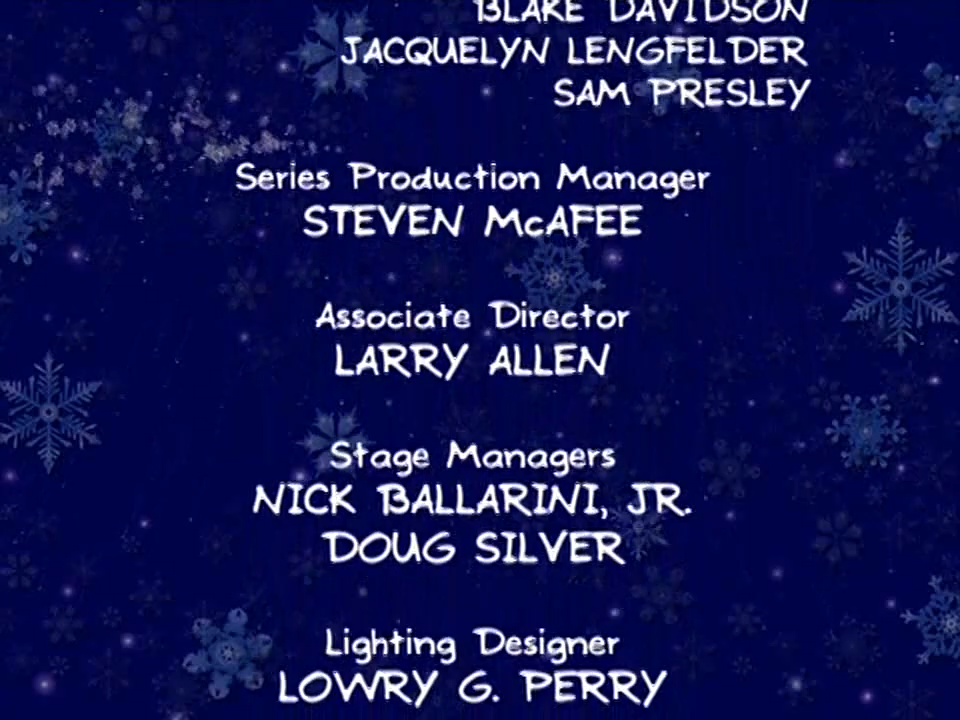 BLAKE DAVIDSON
JACQUELYN LENGFELDER
SAM PRESLEY
Series Production Manager
STEVEN McAFEE
Associate Director
LARRY ALLEN
Stage Managers
NICK BALLARINI, JR.
DOUG SILVER
Lighting Designer
LOWRY G. PERRY